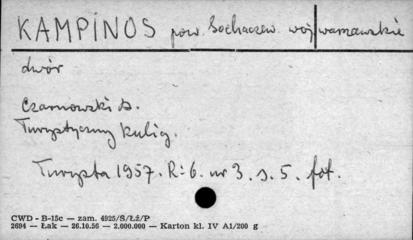 KAMPINOS pow. Sochaczew. woj. warszawskie
dwór
Czarnowski S.
Turystyczny kulig.
Turysta 1957. R: 6. nr 3. s. 5. fot.
CWD - B-15c — zam. 4925/S/ŁŻ/P
2694 — Łak — 26.10.56 — 2.000.000 — Karton kl. IV A1/200 g